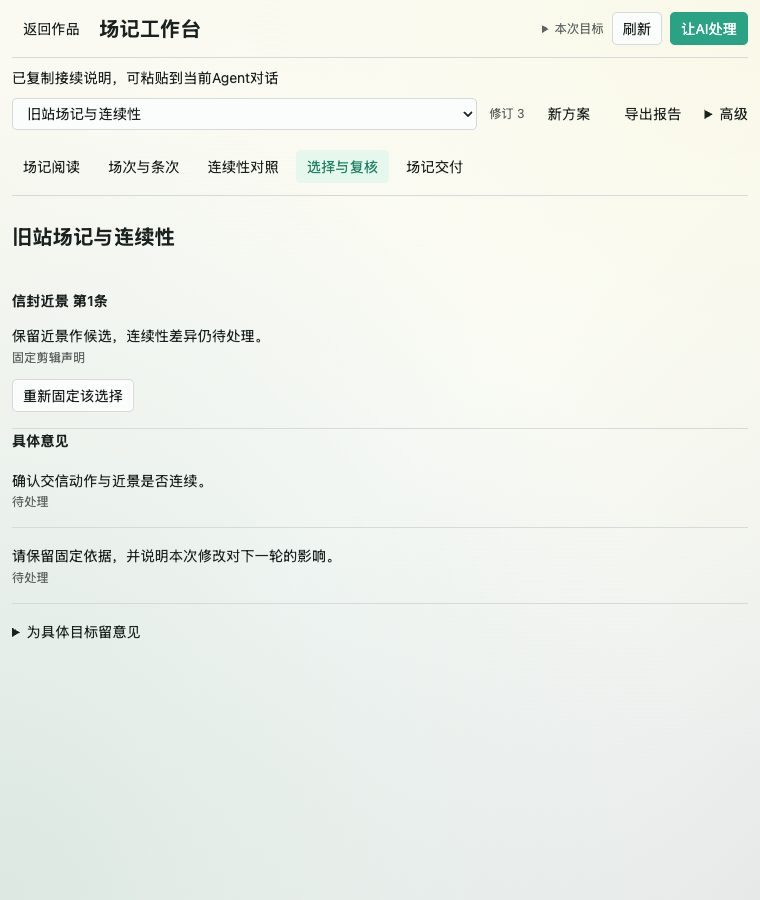 返回作品 场记工作台 本次目标 刷新 让AI处理
已复制接续说明，可粘贴到当前Agent对话
旧站场记与连续性 修订 3 新方案 导出报告 高级
场记阅读 场次与条次 连续性对照 选择与复核 场记交付
旧站场记与连续性
信封近景 第1条
保留近景作候选，连续性差异仍待处理。
固定剪辑声明
重新固定该选择
具体意见
确认交信动作与近景是否连续。
待处理
请保留固定依据，并说明本次修改对下一轮的影响。
待处理
为具体目标留意见